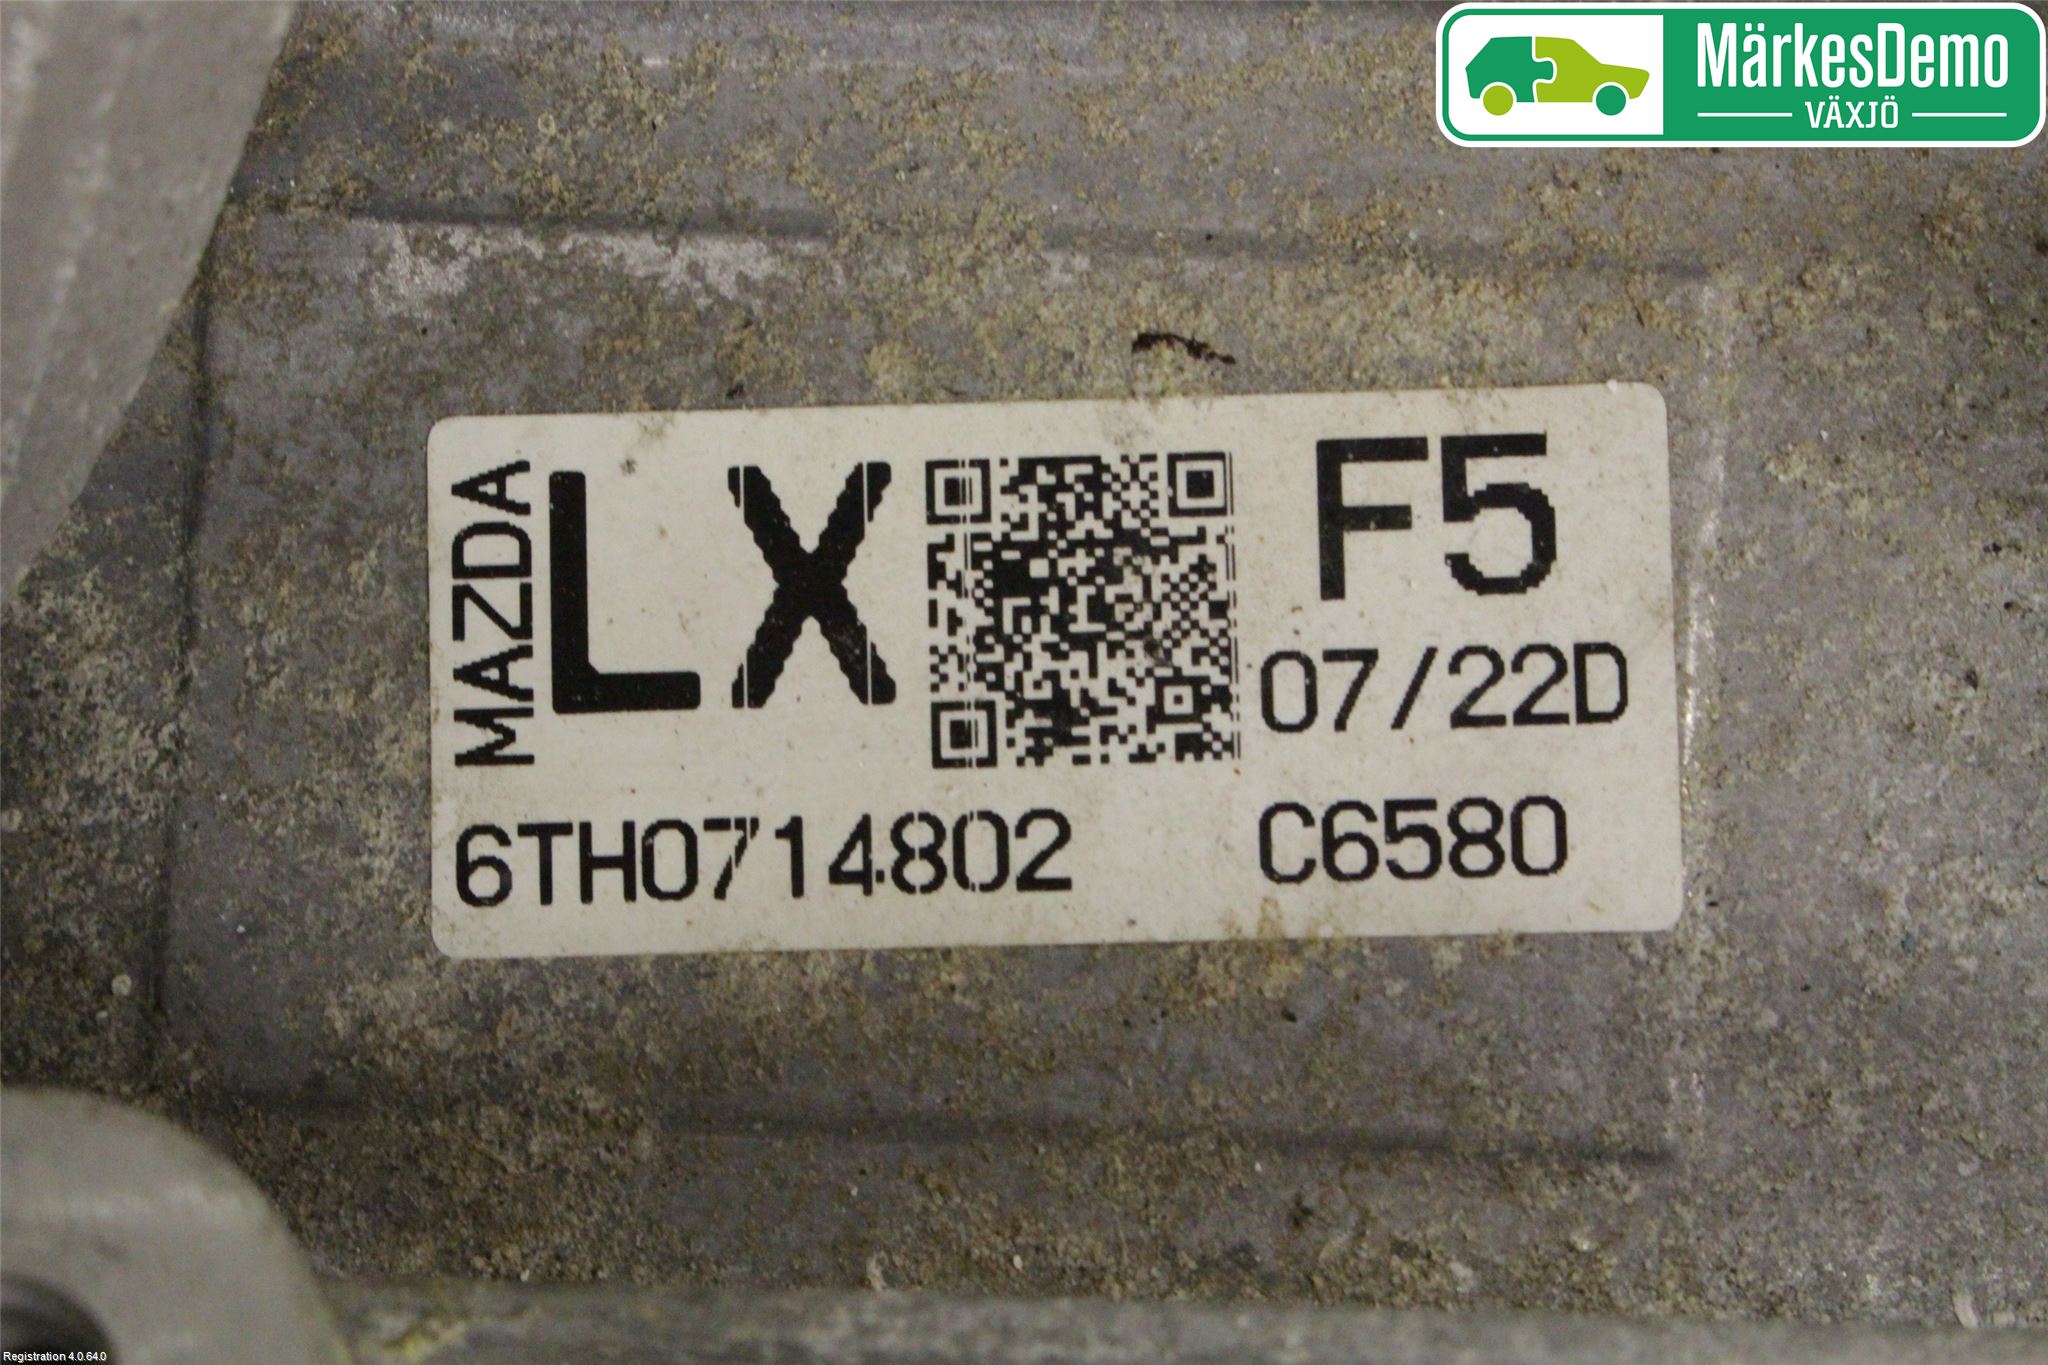 MärkesDemo
VÄXJÖ
MAZDA
LX
F5
07/22D
6TH0714802
C6580
Registration 4.0.64.0